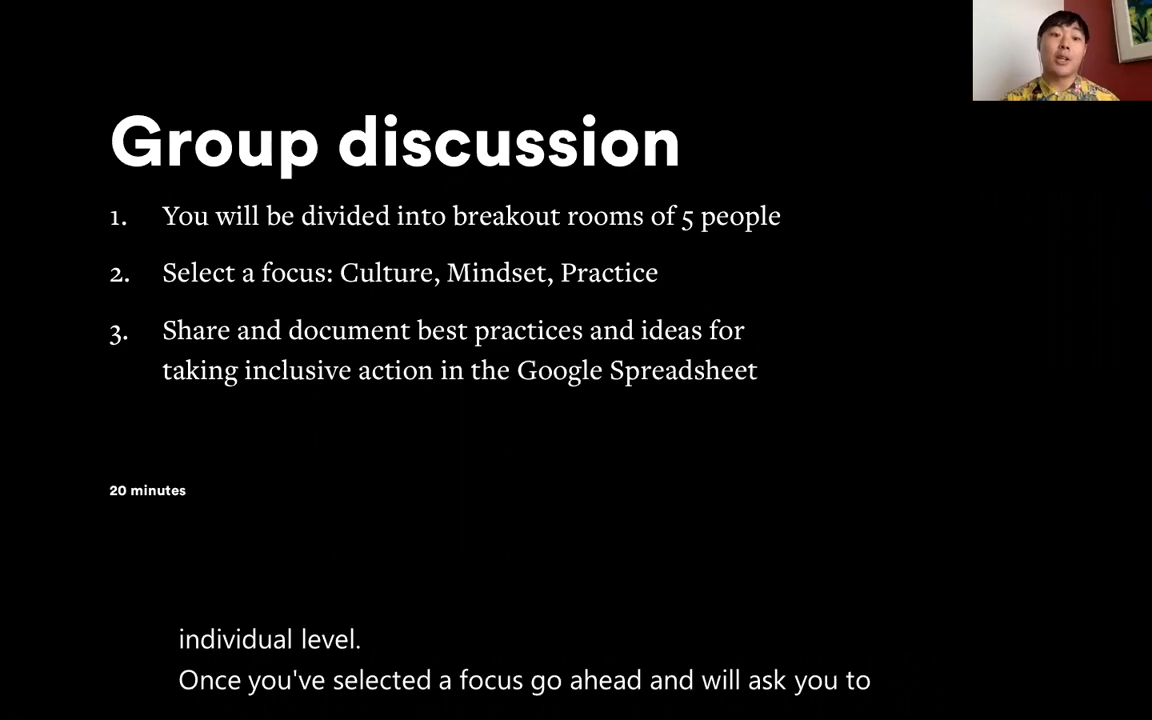 Group discussion
1. You will be divided into breakout rooms of 5 people
2. Select a focus: Culture, Mindset, Practice
3. Share and document best practices and ideas for
taking inclusive action in the Google Spreadsheet
20 minutes
individual level.
Once you've selected a focus go ahead and will ask you to